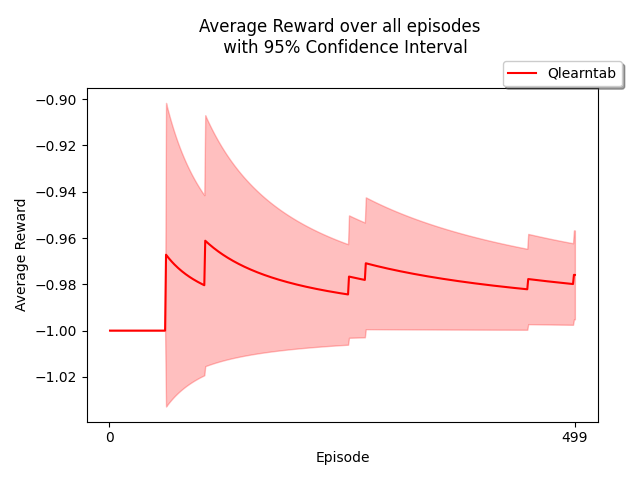 Average Reward over all episodes
with 95% Confidence Interval
Qlearntab
−0.90
−0.92
−0.94
−0.96
−0.98
−1.00
−1.02
Average Reward
0
499
Episode